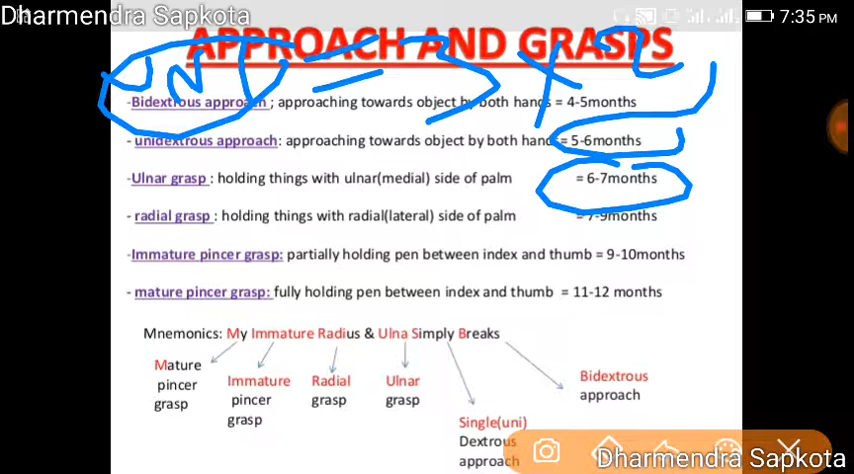 Dharmendra Sapkota
7:35 PM
APPROACH AND GRASPS
UNI
-Bidextrous approach ; approaching towards object by both hands = 4-5months
- unidextrous approach: approaching towards object by both hand = 5-6months
-Ulnar grasp : holding things with ulnar(medial) side of palm = 6-7months
- radial grasp : holding things with radial(lateral) side of palm = 7-9months
-Immature pincer grasp: partially holding pen between index and thumb = 9-10months
- mature pincer grasp: fully holding pen between index and thumb = 11-12 months
Mnemonics: My Immature Radius & Ulna Simply Breaks
Mature pincer grasp
Immature pincer grasp
Radial grasp
Ulnar grasp
Single(uni) Dextrous approach
Bidextrous approach
Dharmendra Sapkota